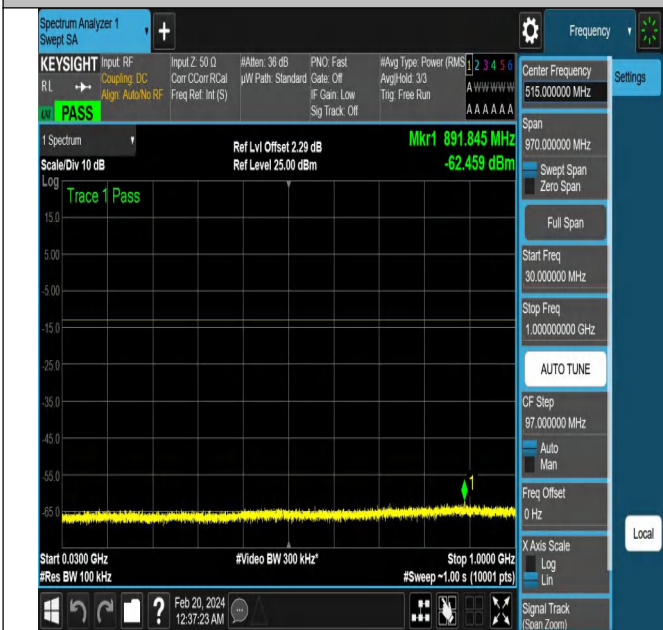 Spectrum Analyzer 1
Swept SA
Frequency
KEYSIGHT
RL
LNI
PASS
Input: RF
Coupling: DC
Align: Auto/No RF
Input Z: 50 Ω
Corr CCorr RCal
Freq Ref: Int (S)
#Atten: 36 dB
µW Path: Standard
PNO: Fast
Gate: Off
IF Gain: Low
Sig Track: Off
#Avg Type: Power (RMS
Avg|Hold: 3/3
Trig: Free Run
1 2 3 4 5 6
A W W W W W
A A A A A A
1 Spectrum
Scale/Div 10 dB
Ref Lvl Offset 2.29 dB
Ref Level 25.00 dBm
Mkr1 891.845 MHz
-62.459 dBm
Log
Trace 1 Pass
15.0
5.00
-5.00
-15.0
-25.0
-35.0
-45.0
-55.0
-65.0
1
Start 0.0300 GHz
#Res BW 100 kHz
#Video BW 300 kHz*
Stop 1.0000 GHz
#Sweep ~1.00 s (10001 pts)
Center Frequency
515.000000 MHz
Span
970.000000 MHz
Swept Span
Zero Span
Full Span
Start Freq
30.000000 MHz
Stop Freq
1.000000000 GHz
AUTO TUNE
CF Step
97.000000 MHz
Auto
Man
Freq Offset
0 Hz
X Axis Scale
Log
Lin
Signal Track
(Span Zoom)
Settings
Local
?
Feb 20, 2024
12:37:23 AM